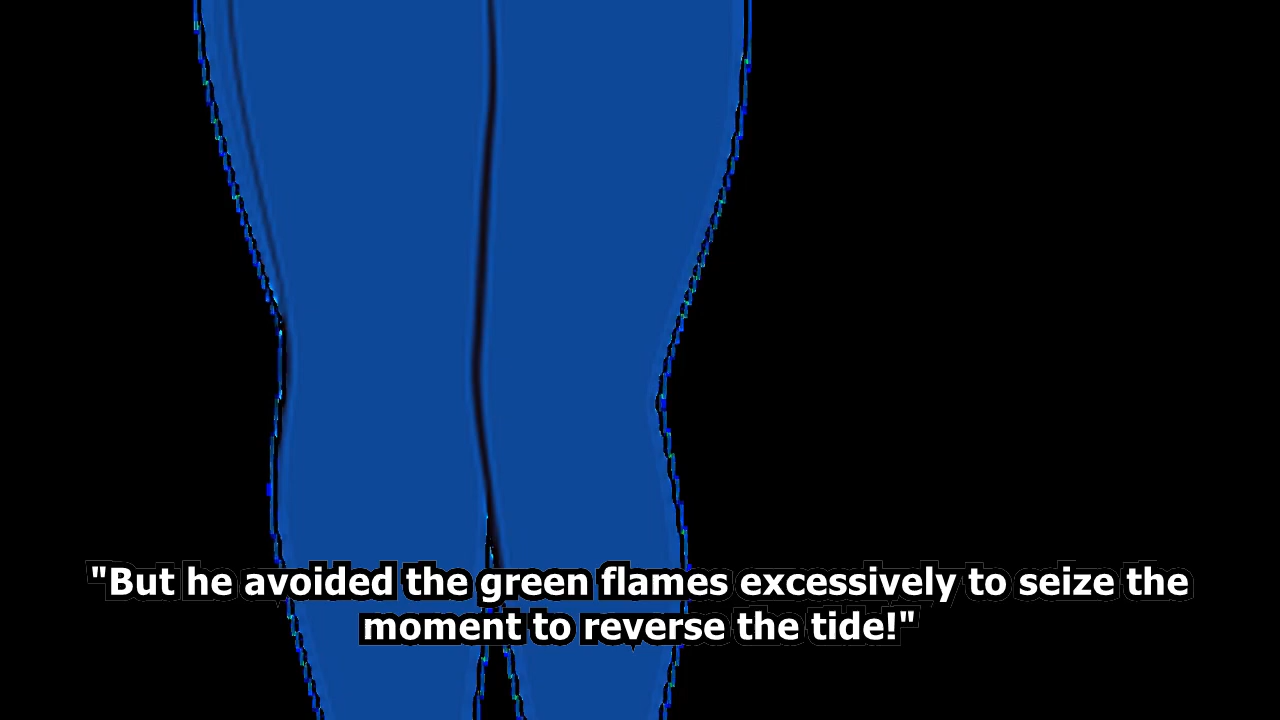 "But he avoided the green flames excessively to seize the
moment to reverse the tide!"